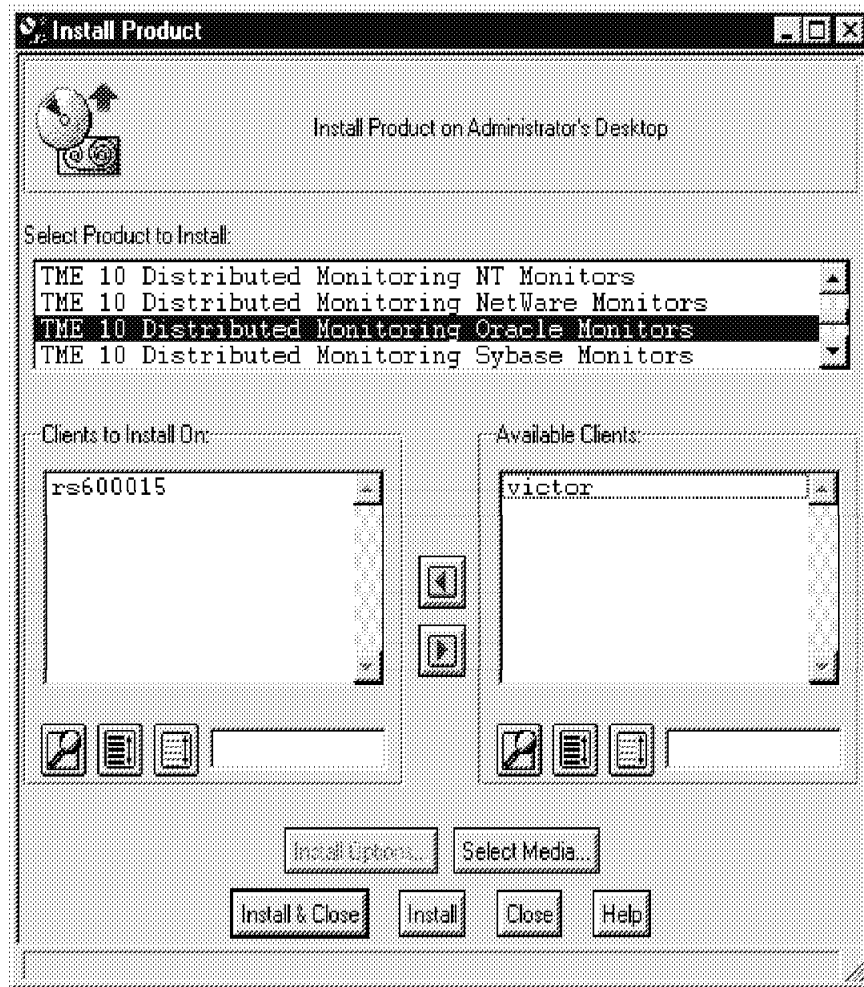 Install Product
Install Product on Administrator's Desktop
Select Product to Install:
TME 10 Distributed Monitoring NT Monitors
TME 10 Distributed Monitoring NetWare Monitors
TME 10 Distributed Monitoring Oracle Monitors
TME 10 Distributed Monitoring Sybase Monitors
Clients to Install On:
Available Clients:
rs600015
victor
Install Options...
Select Media...
Install & Close
Install
Close
Help